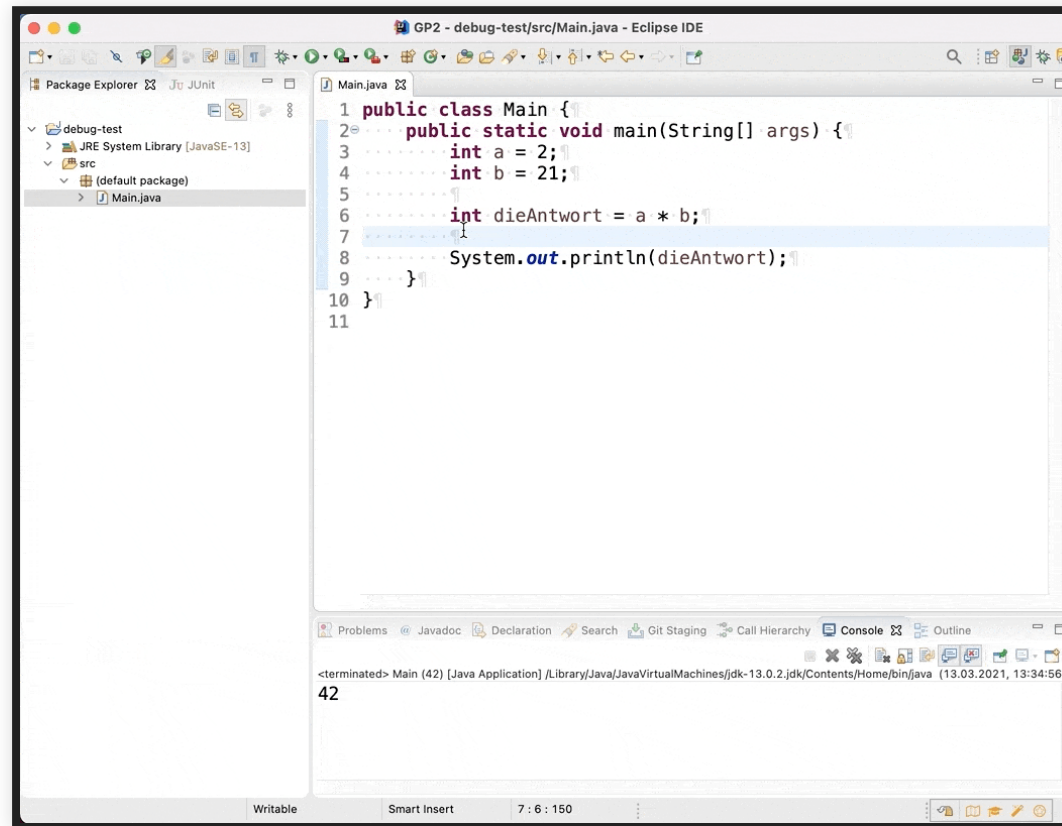 GP2 - debug-test/src/Main.java - Eclipse IDE
Package Explorer
JUnit
debug-test
JRE System Library [JavaSE-13]
src
(default package)
Main.java
Main.java
1 public class Main {
2 public static void main(String[] args) {
3 int a = 2;
4 int b = 21;
5
6 int dieAntwort = a * b;
7
8 System.out.println(dieAntwort);
9 }
10 }
11
Problems @ Javadoc Declaration Search Git Staging Call Hierarchy Console Outline
<terminated> Main (42) [Java Application] /Library/Java/JavaVirtualMachines/jdk-13.0.2.jdk/Contents/Home/bin/java (13.03.2021, 13:34:56
42
Writable Smart Insert 7 : 6 : 150